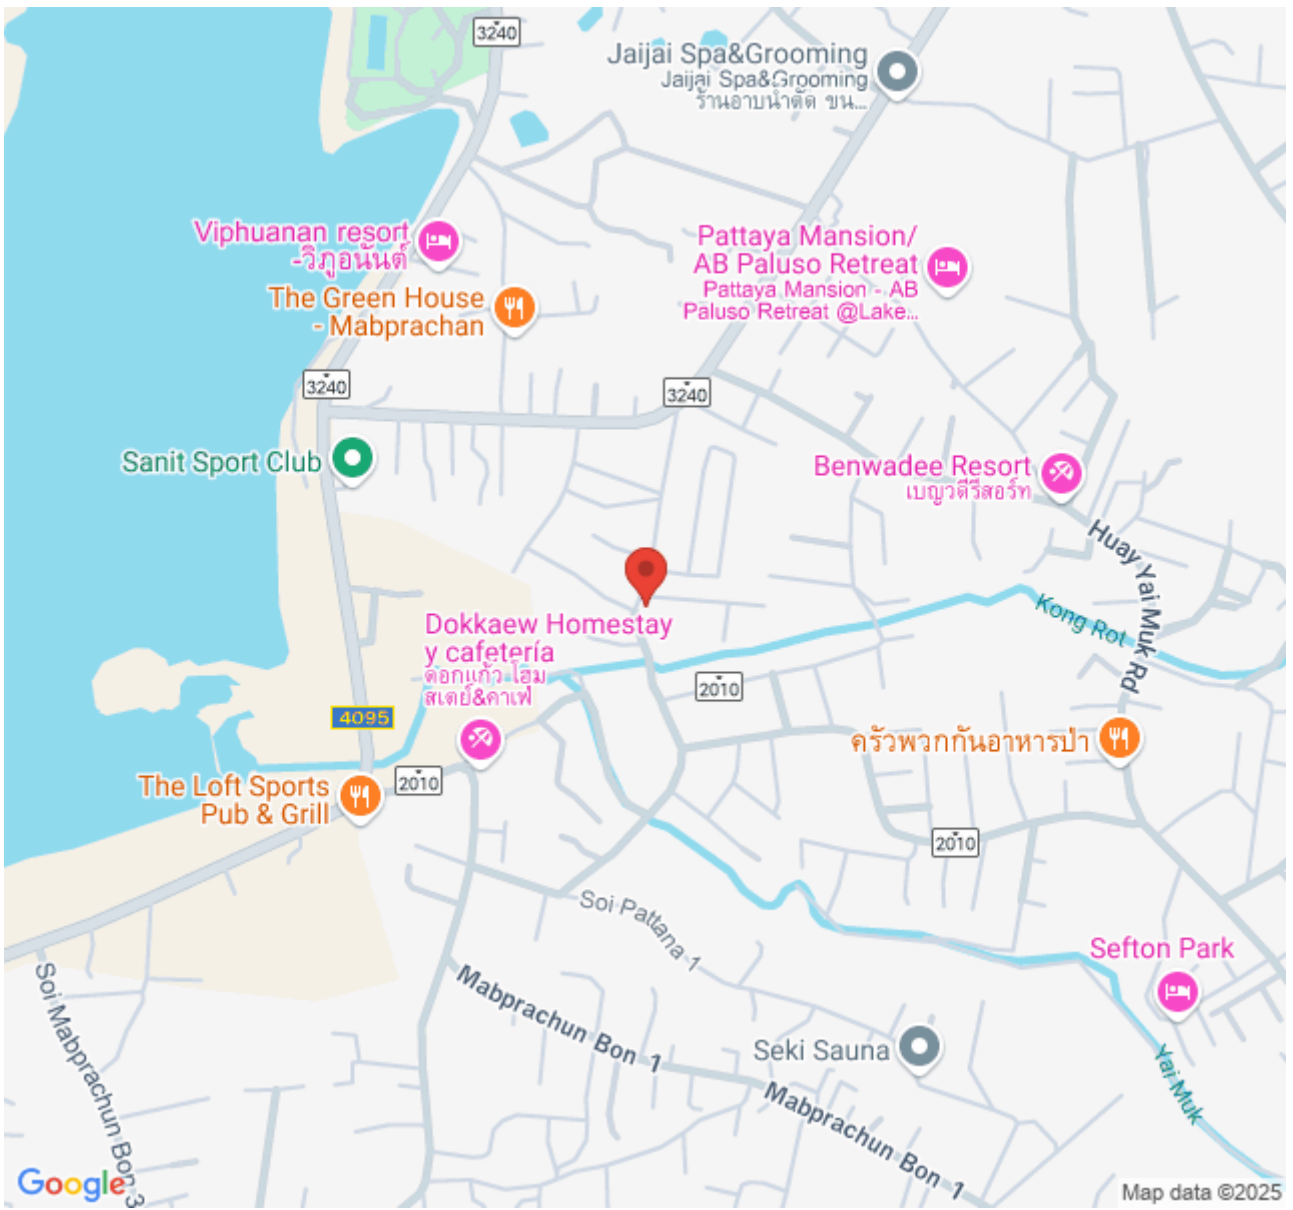 3240
Jaijai Spa&Grooming
Jaijai Spa&Grooming
ร้านอาบน้ำตัด ขน...
Viphuanan resort
-วิภูอนันต์
Pattaya Mansion/
AB Paluso Retreat
Pattaya Mansion - AB
Paluso Retreat @Lake...
The Green House
- Mabprachan
3240
3240
Sanit Sport Club
Benwadee Resort
เบญวดีรีสอร์ท
Huay Yai Muk Rd
Kong Rot
Dokkaew Homestay
y cafetería
ดอกแก้ว โฮม
สเตย์&คาเฟ่
2010
4095
ครัวพวกกันอาหารป่า
The Loft Sports
Pub & Grill
2010
2010
Soi Pattana 1
Sefton Park
Soi Mabprachun Bon 3
Mabprachun Bon 1
Seki Sauna
Mabprachun Bon 1
Yai Muk
Google
Map data ©2025